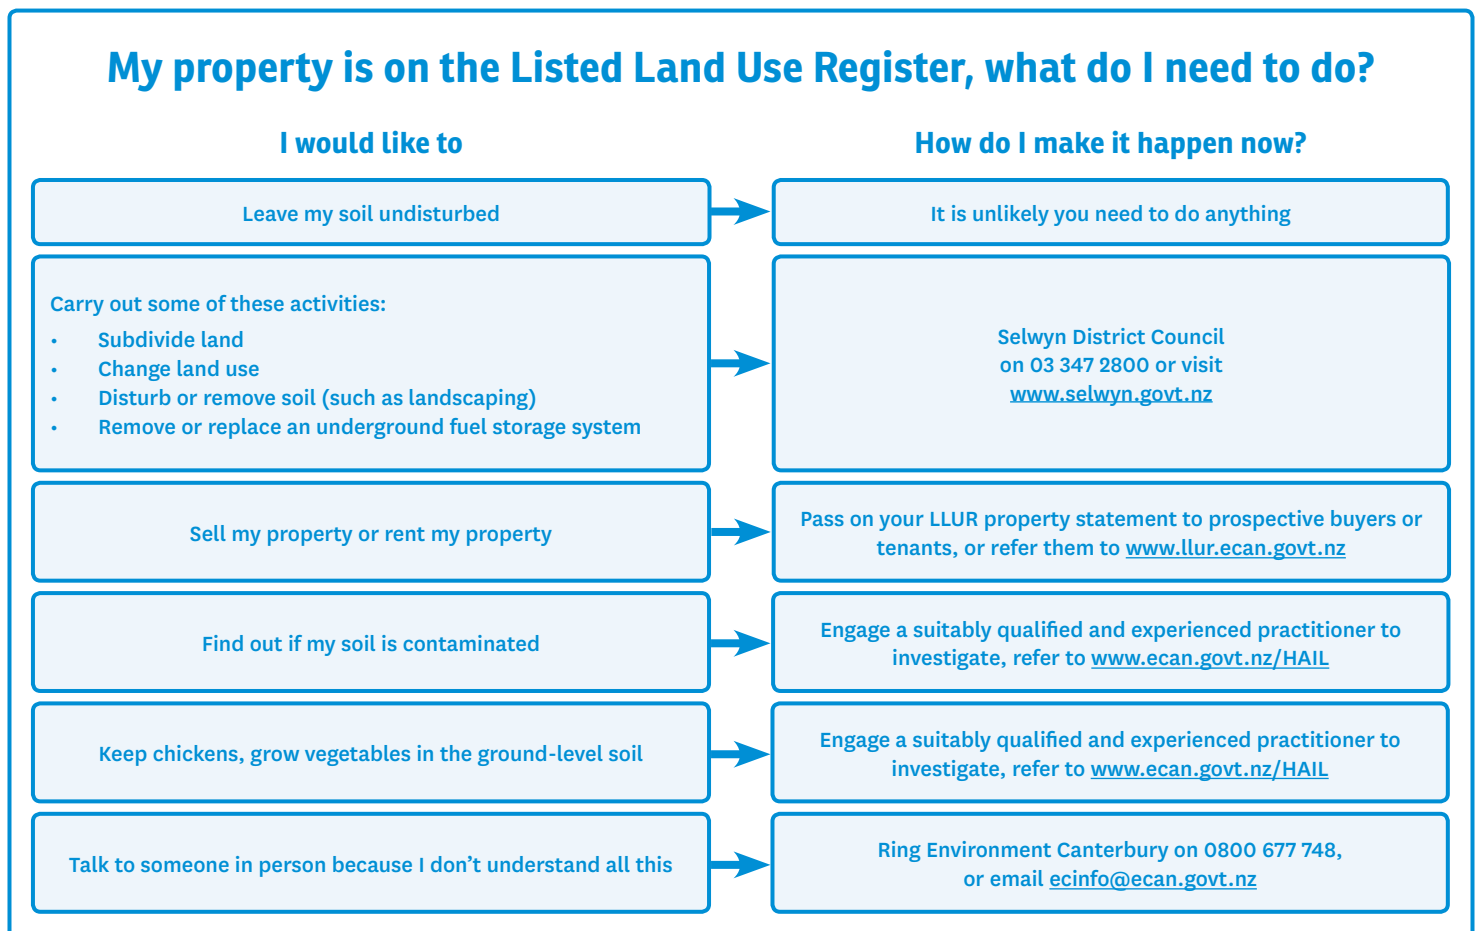 My property is on the Listed Land Use Register, what do I need to do?
I would like to
How do I make it happen now?
Leave my soil undisturbed
It is unlikely you need to do anything
Carry out some of these activities:
• Subdivide land
• Change land use
• Disturb or remove soil (such as landscaping)
• Remove or replace an underground fuel storage system
Selwyn District Council
on 03 347 2800 or visit
www.selwyn.govt.nz
Sell my property or rent my property
Pass on your LLUR property statement to prospective buyers or
tenants, or refer them to www.llur.ecan.govt.nz
Find out if my soil is contaminated
Engage a suitably qualified and experienced practitioner to
investigate, refer to www.ecan.govt.nz/HAIL
Keep chickens, grow vegetables in the ground-level soil
Engage a suitably qualified and experienced practitioner to
investigate, refer to www.ecan.govt.nz/HAIL
Talk to someone in person because I don’t understand all this
Ring Environment Canterbury on 0800 677 748,
or email ecinfo@ecan.govt.nz